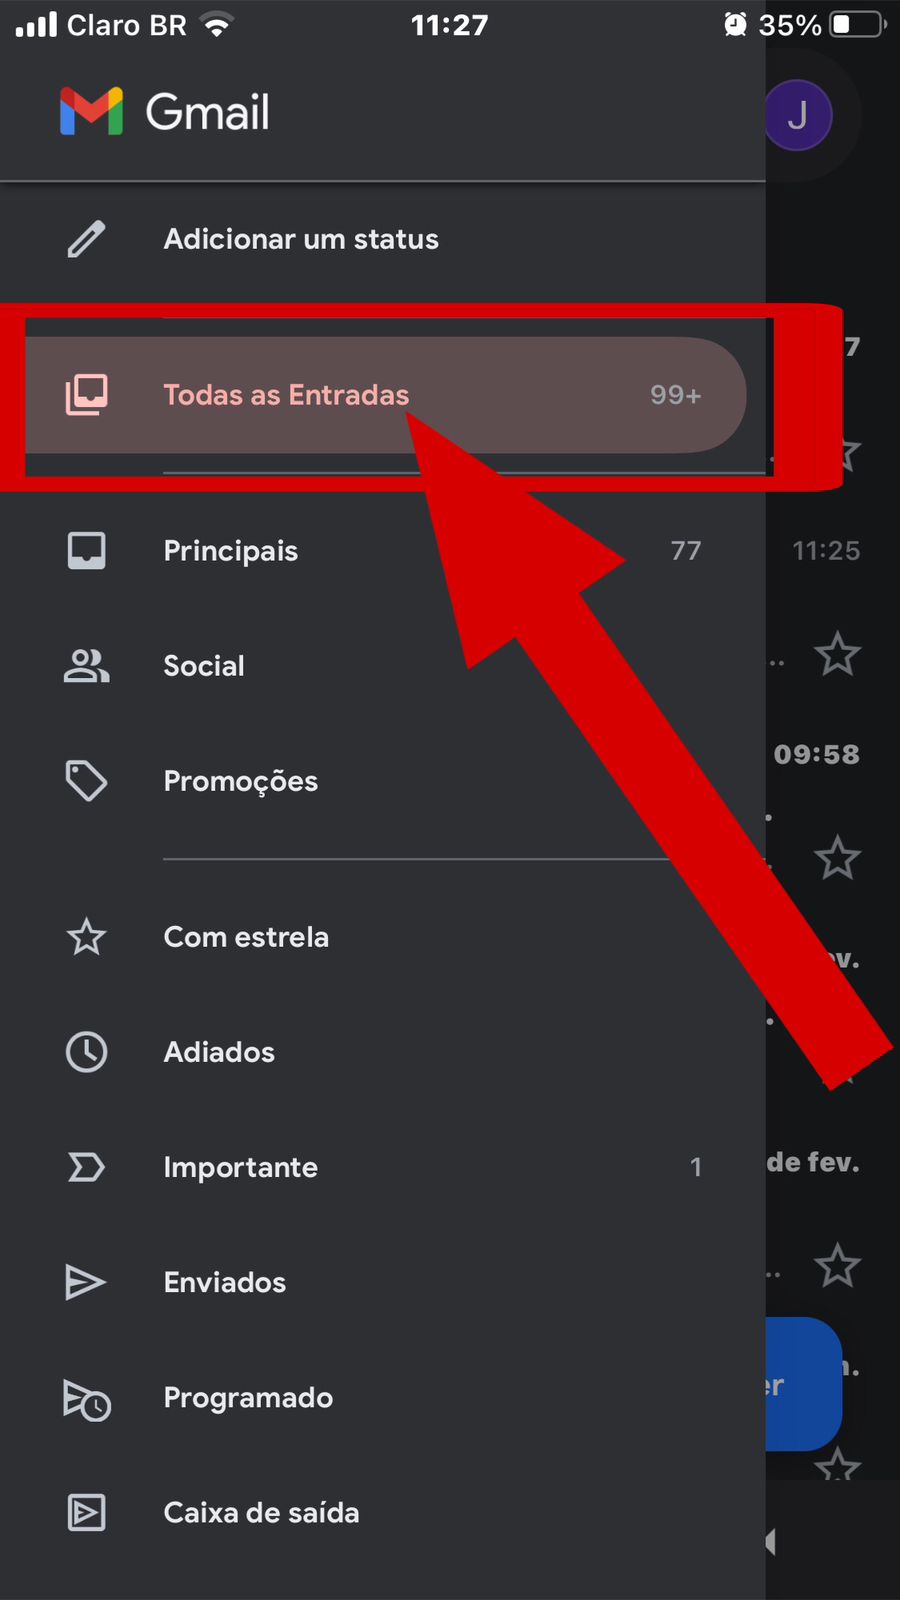 Claro BR 11:27 35%
Gmail J
Adicionar um status
7
Todas as Entradas 99+
Principais 77 11:25
Social
09:58
Promoções
Com estrela
Adiados
de fev.
Importante 1
Enviados
Programado
Caixa de saída